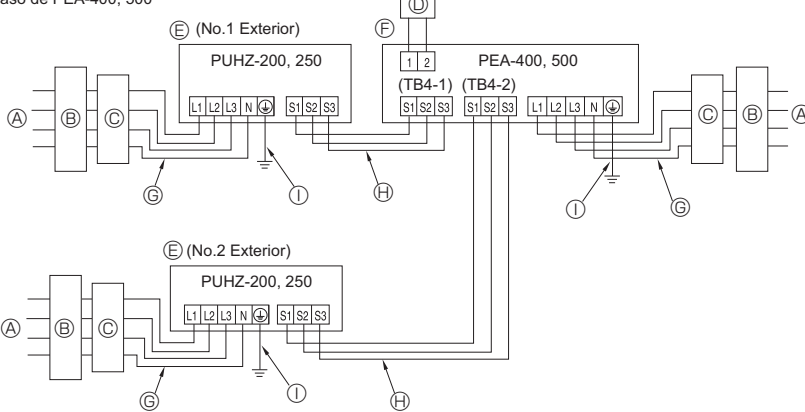 aso de PEA-400, 500
D
E (No.1 Exterior)
F
PUHZ-200, 250
1 2
PEA-400, 500
(TB4-1) (TB4-2)
L1 L2 L3 N S1 S2 S3
S1 S2 S3 S1 S2 S3 L1 L2 L3 N
A B C
C B A
G I H I G
E (No.2 Exterior)
PUHZ-200, 250
L1 L2 L3 N S1 S2 S3
A B C
G I H